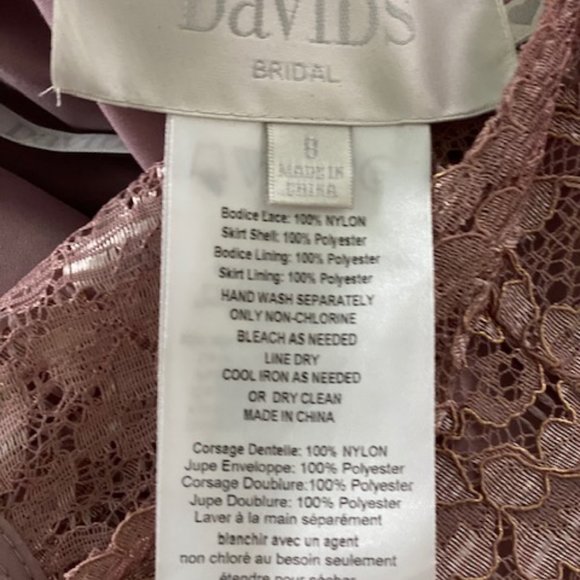 DaVIDS
BRIDAL
8
MADE IN
CHINA
Bodice Lace: 100% NYLON
Skirt Shell: 100% Polyester
Bodice Lining: 100% Polyester
Skirt Lining: 100% Polyester
HAND WASH SEPARATELY
ONLY NON-CHLORINE
BLEACH AS NEEDED
LINE DRY
COOL IRON AS NEEDED
OR DRY CLEAN
MADE IN CHINA
Corsage Dentelle: 100% NYLON
Jupe Enveloppe: 100% Polyester
Corsage Doublure:100% Polyester
Jupe Doublure: 100% Polyester
Laver à la main séparément
blanchir avec un agent
non chloré au besoin seulement
étendre pour sécher